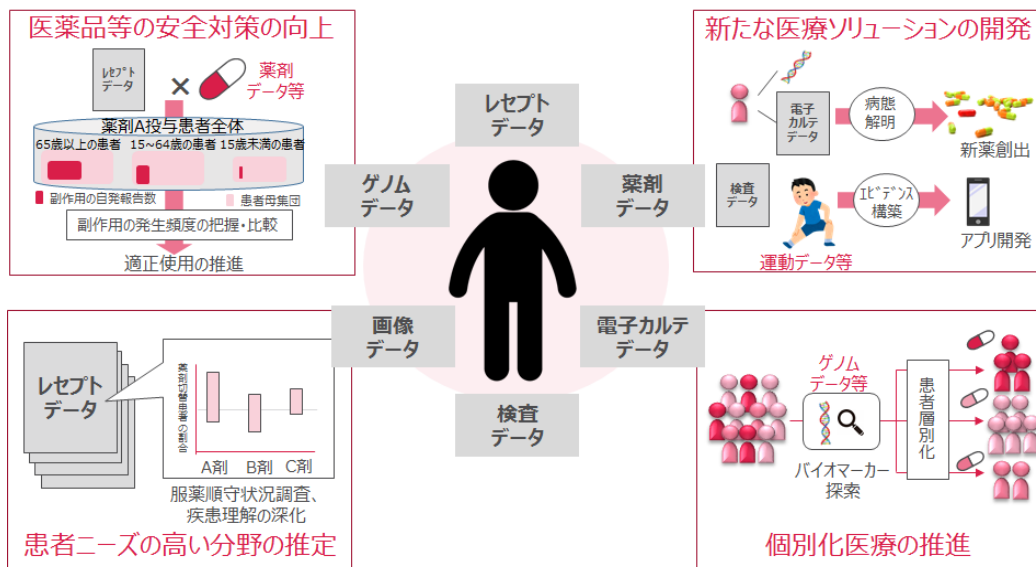 医薬品等の安全対策の向上
ﾚｾﾌﾟﾄ
データ
×
薬剤
データ等
薬剤A投与患者全体
65歳以上の患者
15~64歳の患者
15歳未満の患者
副作用の自発報告数
患者母集団
副作用の発生頻度の把握・比較
適正使用の推進
新たな医療ソリューションの開発
電子
カルテ
データ
病態
解明
新薬創出
検査
データ
運動データ等
ｴﾋﾞﾃﾞﾝｽ
構築
アプリ開発
レセプト
データ
ゲノム
データ
薬剤
データ
画像
データ
電子カルテ
データ
検査
データ
レセプト
データ
薬剤切替患者の割合
A剤
B剤
C剤
服薬順守状況調査、
疾患理解の深化
患者ニーズの高い分野の推定
ゲノム
データ等
バイオマーカー
探索
患者層別化
個別化医療の推進